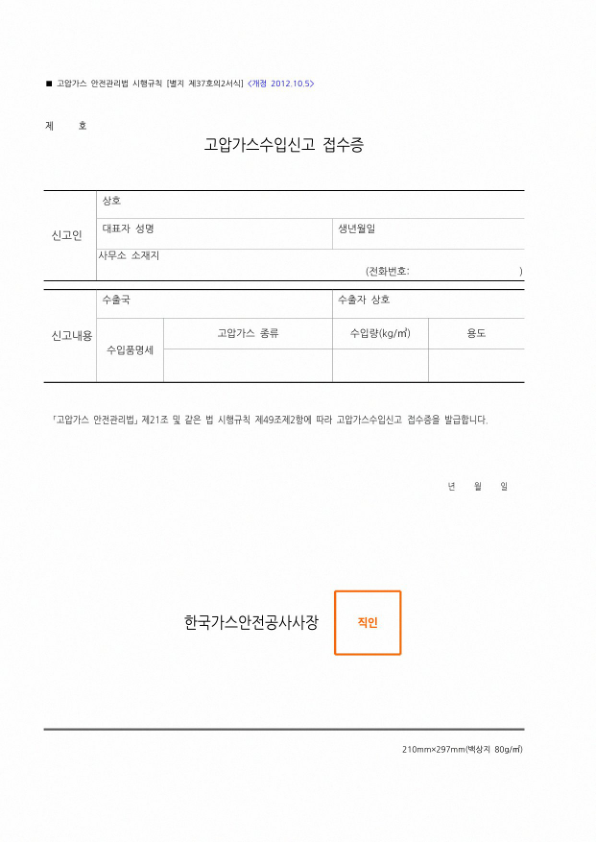 ■ 고압가스 안전관리법 시행규칙 [별지 제37호의2서식] <개정 2012.10.5>
제 호
고압가스수입신고 접수증
신고인
상호
대표자 성명
생년월일
사무소 소재지
(전화번호: )
신고내용
수출국
수출자 상호
수입품명세
고압가스 종류
수입량(kg/㎥)
용도
「고압가스 안전관리법」 제21조 및 같은 법 시행규칙 제49조제2항에 따라 고압가스수입신고 접수증을 발급합니다.
년 월 일
한국가스안전공사사장
직인
210mm×297mm(백상지 80g/㎡)